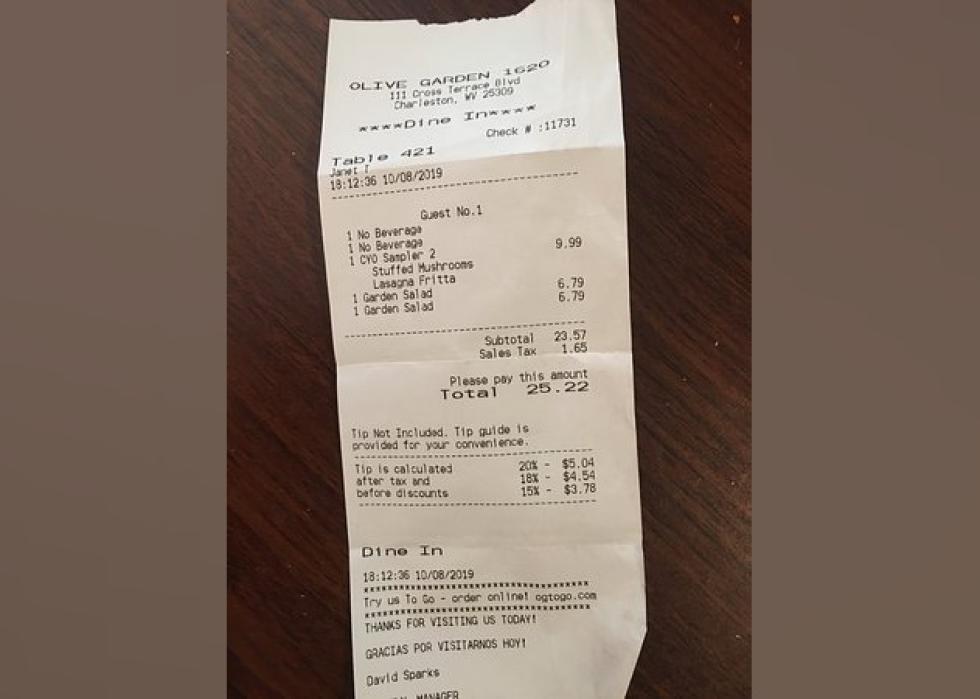 OLIVE GARDEN 1620
111 Cross Terrace Blvd
Charleston, WV 25309
****Dine In****
Check # :11731
Table 421
Janet T
18:12:36 10/08/2019
Guest No.1
1 No Beverage
1 No Beverage
1 CYO Sampler 2 9.99
Stuffed Mushrooms
Lasagna Fritta
1 Garden Salad 6.79
1 Garden Salad 6.79
Subtotal 23.57
Sales Tax 1.65
Please pay this amount
Total 25.22
Tip Not Included. Tip guide is
provided for your convenience.
Tip is calculated 20% - $5.04
after tax and 18% - $4.54
before discounts 15% - $3.78
Dine In
18:12:36 10/08/2019
Try us To Go - order online! ogtogo.com
THANKS FOR VISITING US TODAY!
GRACIAS POR VISITARNOS HOY!
David Sparks
MANAGER